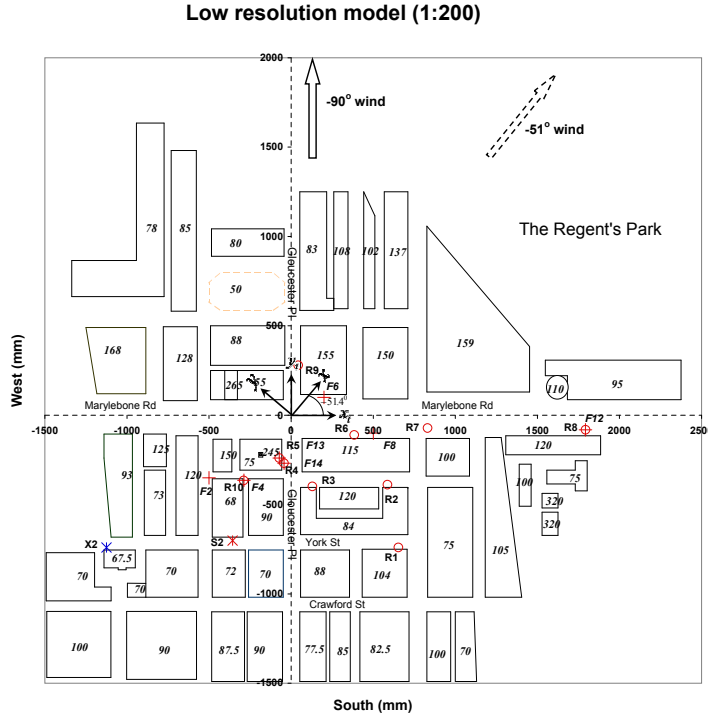 Low resolution model (1:200)
2000
-90° wind
-51° wind
1500
78
85
80
83
108
102
137
The Regent's Park
1000
Gloucester Pl
50
500
168
128
88
155
150
159
R9
F6
265
55
110
95
51.4°
Marylebone Rd
Marylebone Rd
-1500
-1000
-500
0
500
1000
1500
2000
250
R6
R7
R8
F12
93
125
120
150
75
245
R5
R4
F13
F14
115
F8
100
120
73
F2
R10
F4
68
90
R3
120
R2
84
100
75
320
320
-500
Gloucester Pl
X2
S2
York St
R1
67.5
70
70
70
72
70
88
104
75
105
-1000
Crawford St
100
90
87.5
90
77.5
85
82.5
100
70
-1500
West (mm)
South (mm)